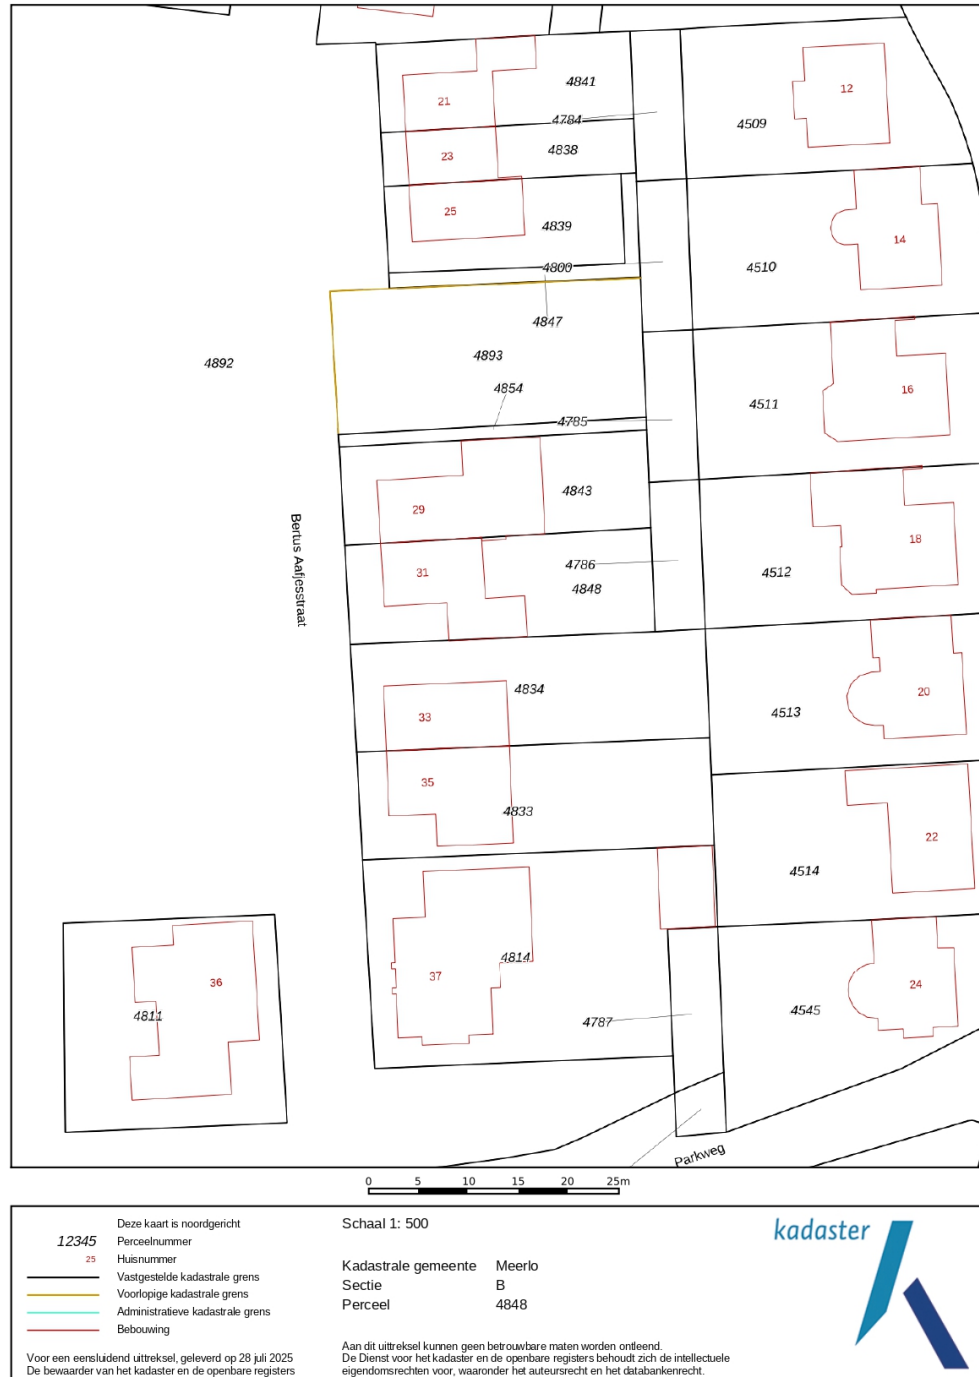 4841
21
12
4784
4509
4838
23
25
4839
14
4510
4800
4847
4893
4892
4854
16
4511
4785
4843
29
Bertus Aafjesstraat
18
31
4786
4512
4848
4834
20
33
4513
35
4833
22
4514
4814
37
36
24
4811
4787
4545
Parkweg
0 5 10 15 20 25m
Deze kaart is noordgericht
12345 Perceelnummer
25 Huisnummer
Vastgestelde kadastrale grens
Voorlopige kadastrale grens
Administratieve kadastrale grens
Bebouwing
Voor een eensluidend uittreksel, geleverd op 28 juli 2025
De bewaarder van het kadaster en de openbare registers
Schaal 1: 500
Kadastrale gemeente Meerlo
Sectie B
Perceel 4848
Aan dit uittreksel kunnen geen betrouwbare maten worden ontleend.
De Dienst voor het kadaster en de openbare registers behoudt zich de intellectuele
eigendomsrechten voor, waaronder het auteursrecht en het databankenrecht.
kadaster